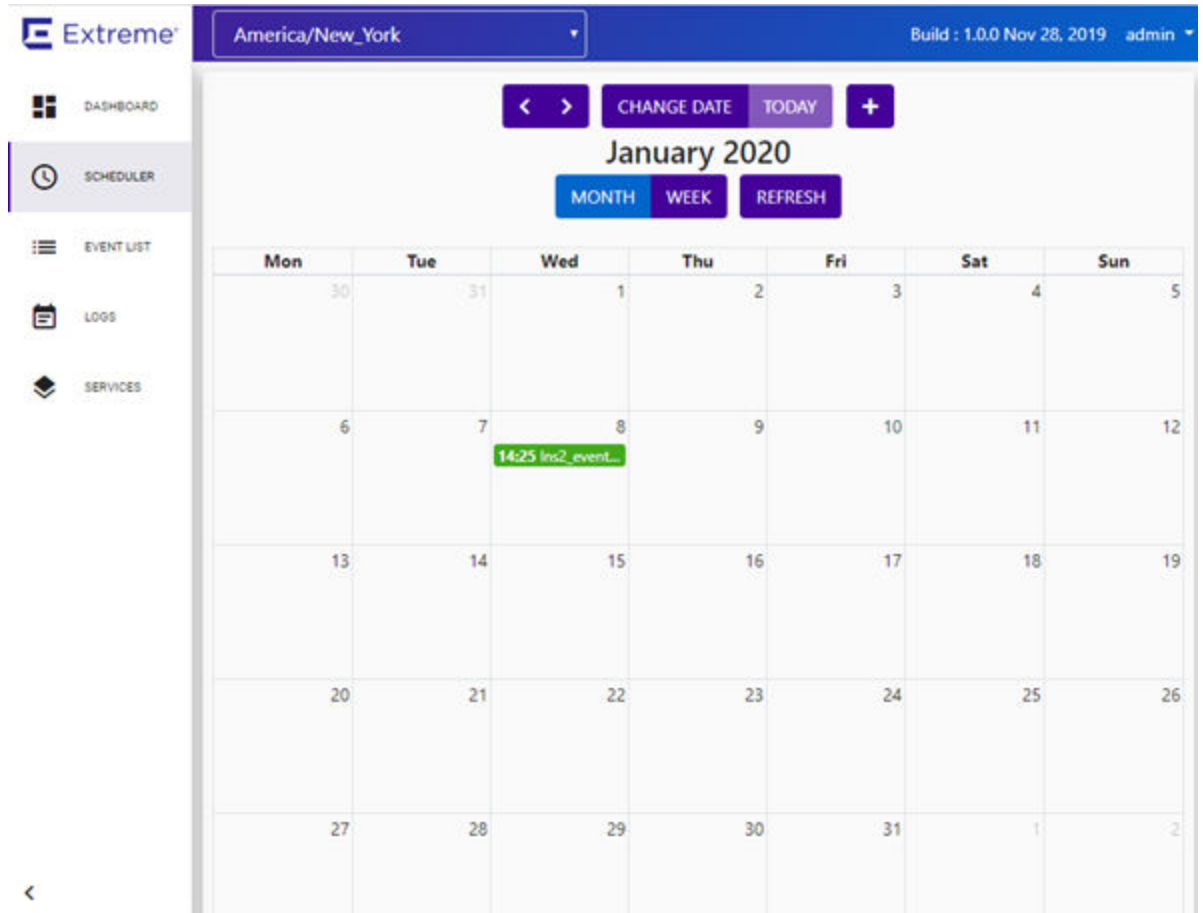 Extreme
America/New_York
Build : 1.0.0 Nov 28, 2019 admin
DASHBOARD
SCHEDULER
EVENT LIST
LOGS
SERVICES
CHANGE DATE TODAY +
January 2020
MONTH WEEK REFRESH
Mon Tue Wed Thu Fri Sat Sun
30 31 1 2 3 4 5
6 7 8 9 10 11 12
14:25 lns2_event...
13 14 15 16 17 18 19
20 21 22 23 24 25 26
27 28 29 30 31 1 2